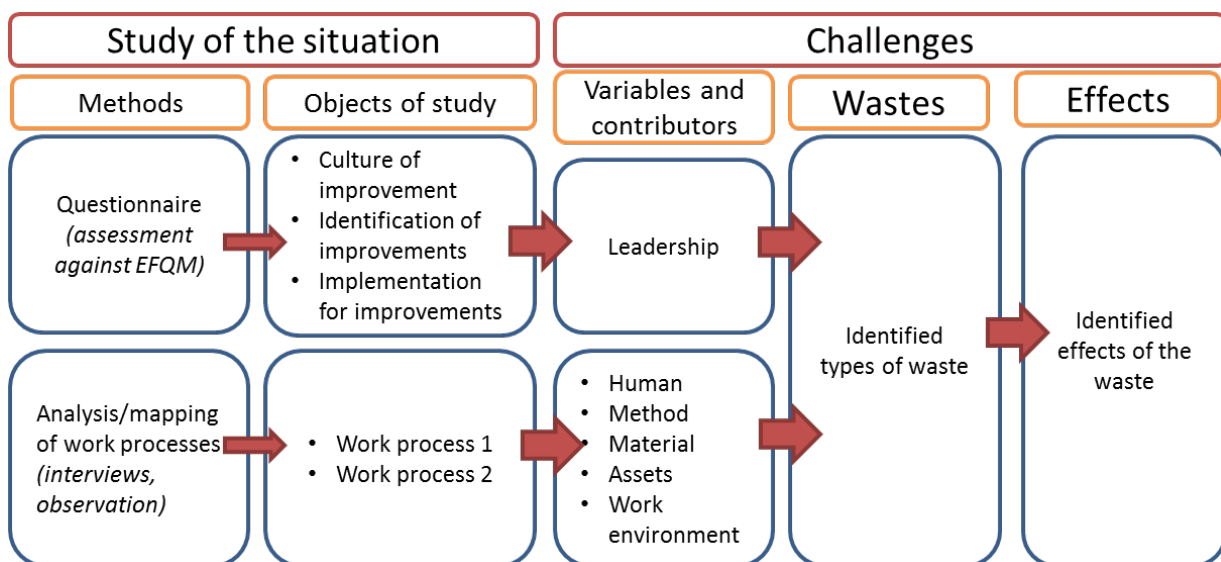 Study of the situation
Challenges
Methods
Objects of study
Variables and
contributors
Wastes
Effects
Questionnaire
(assessment
against EFQM)
• Culture of
improvement
• Identification of
improvements
• Implementation
for improvements
Leadership
Identified
types of waste
Identified
effects of the
waste
Analysis/mapping
of work processes
(interviews,
observation)
• Work process 1
• Work process 2
• Human
• Method
• Material
• Assets
• Work
environment